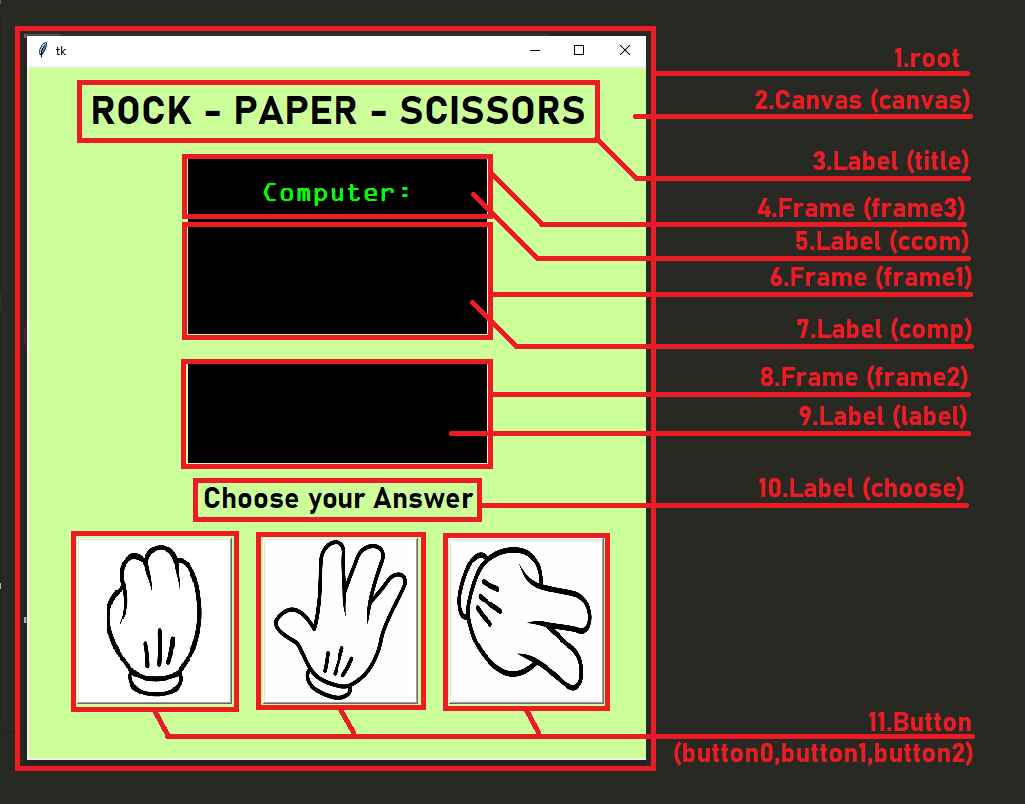 tk
1.root
2.Canvas (canvas)
ROCK - PAPER - SCISSORS
3.Label (title)
Computer:
4.Frame (frame3)
5.Label (ccom)
6.Frame (frame1)
7.Label (comp)
8.Frame (frame2)
9.Label (label)
10.Label (choose)
Choose your Answer
11.Button
(button0,button1,button2)